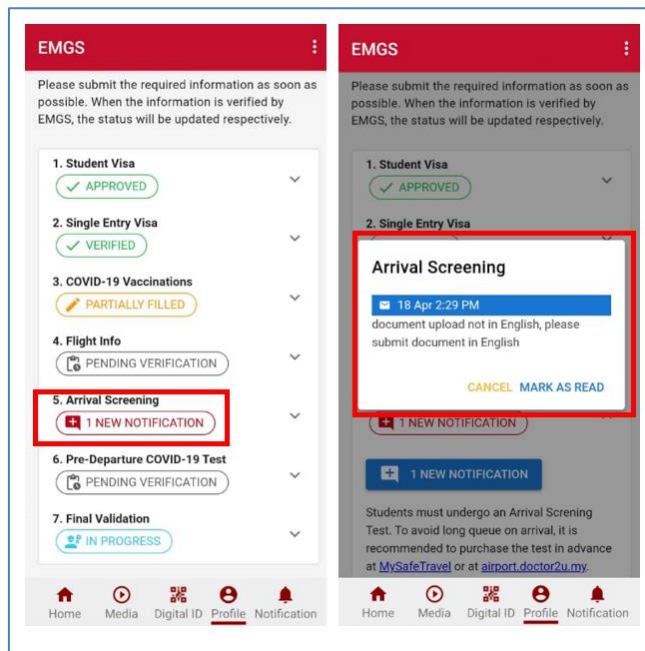 EMGS
Please submit the required information as soon as
possible. When the information is verified by
EMGS, the status will be updated respectively.
1. Student Visa
APPROVED
2. Single Entry Visa
VERIFIED
3. COVID-19 Vaccinations
PARTIALLY FILLED
4. Flight Info
PENDING VERIFICATION
5. Arrival Screening
1 NEW NOTIFICATION
6. Pre-Departure COVID-19 Test
PENDING VERIFICATION
7. Final Validation
IN PROGRESS
Home Media Digital ID Profile Notification
EMGS
Please submit the required information as soon as
possible. When the information is verified by
EMGS, the status will be updated respectively.
1. Student Visa
APPROVED
2. Single Entry Visa
Arrival Screening
18 Apr 2:29 PM
document upload not in English, please
submit document in English
CANCEL MARK AS READ
1 NEW NOTIFICATION
1 NEW NOTIFICATION
Students must undergo an Arrival Screning
Test. To avoid long queue on arrival, it is
recommended to purchase the test in advance
at MySafeTravel or at airport.doctor2u.my.
Home Media Digital ID Profile Notification